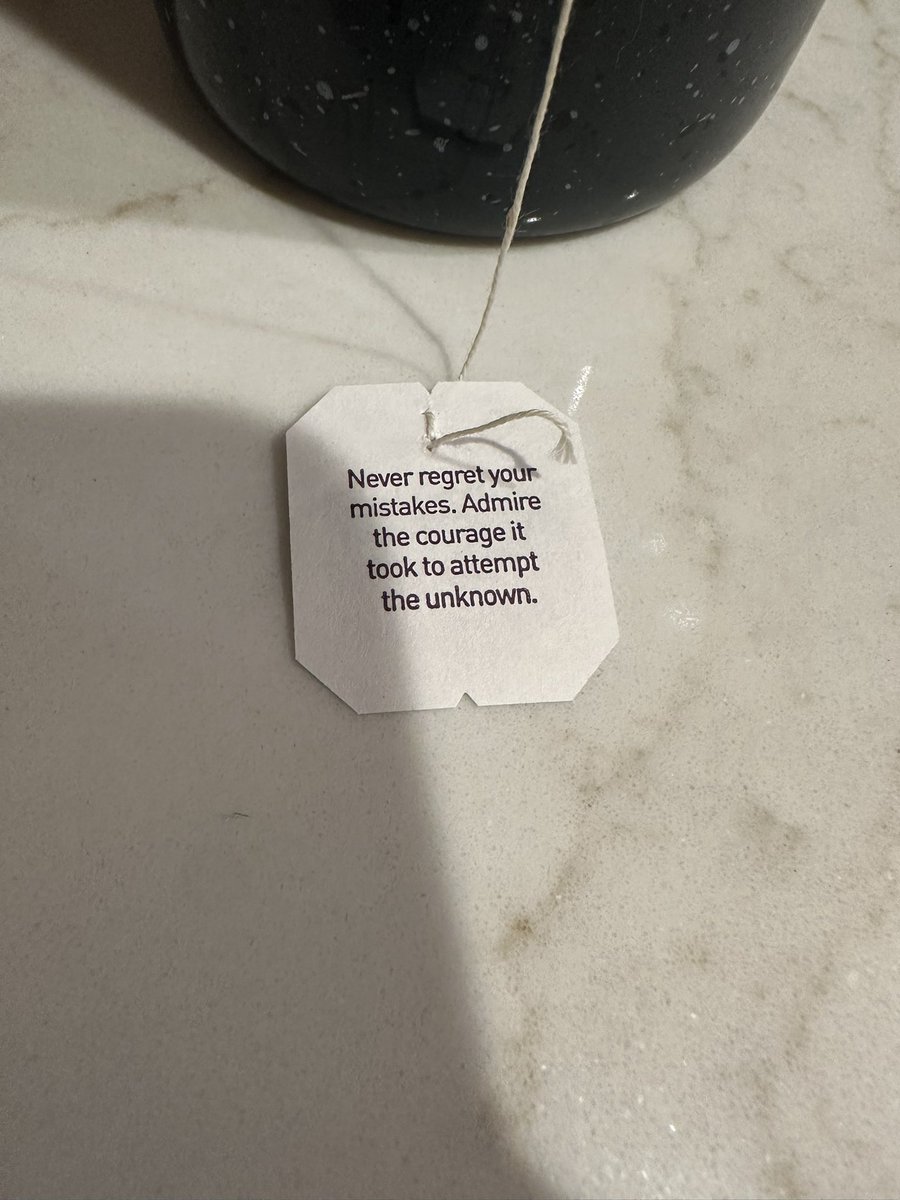 Never regret your
mistakes. Admire
the courage it
took to attempt
the unknown.